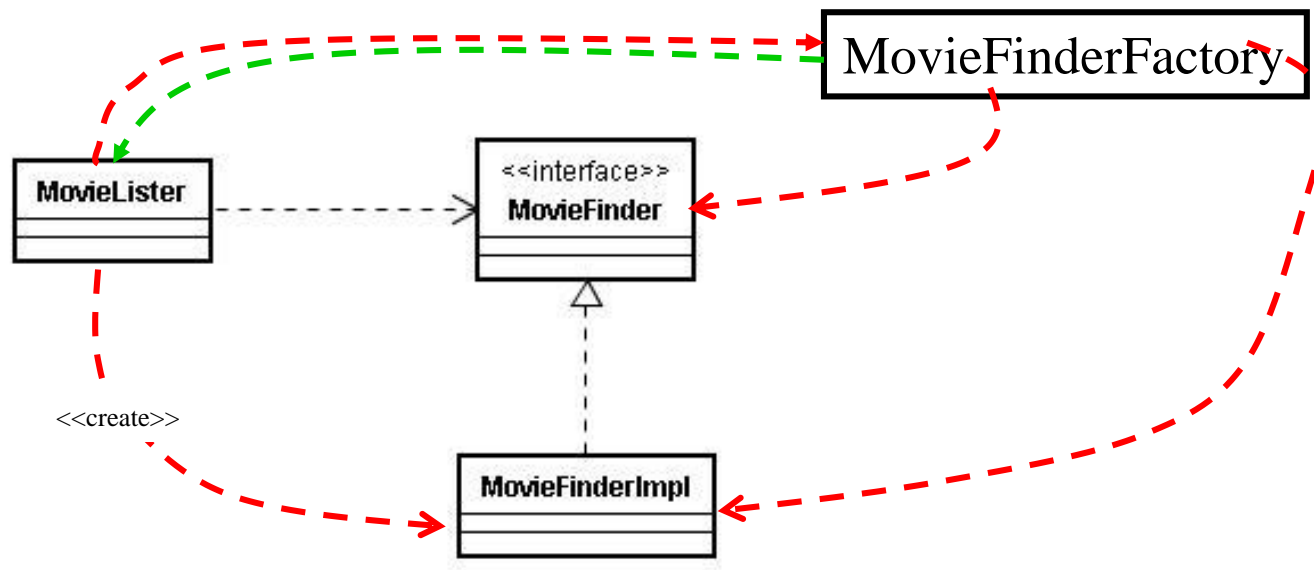 MovieFinderFactory
<<interface>>
MovieFinder
MovieLister
<<create>>
MovieFinderImpl